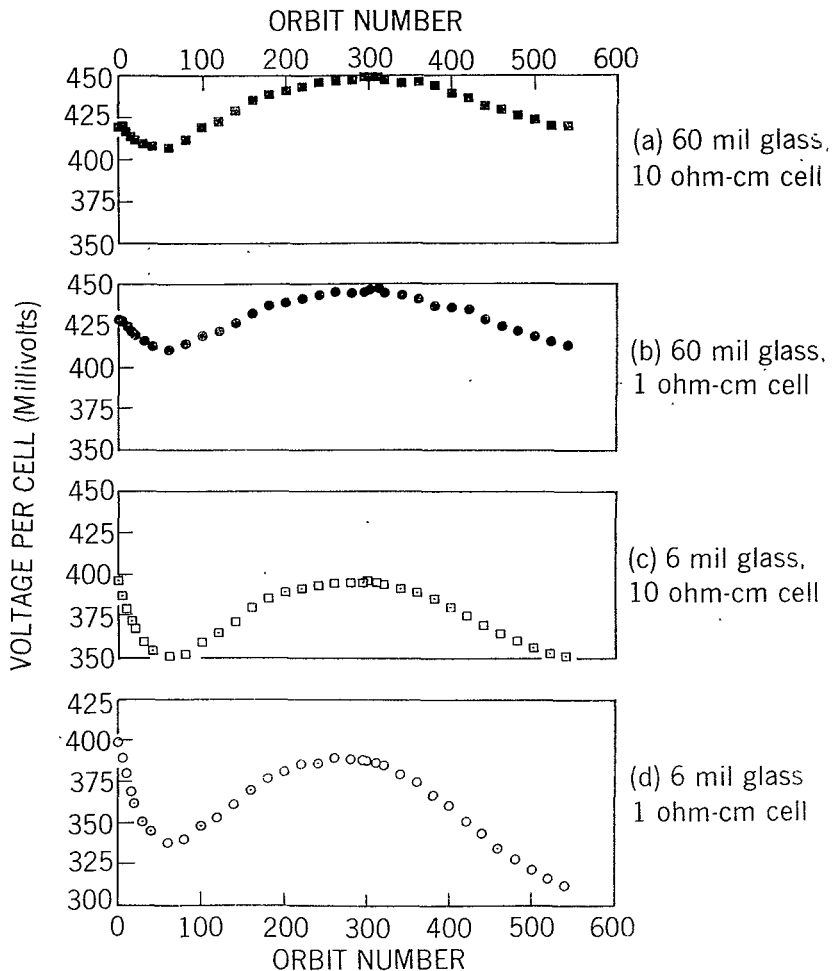 ORBIT NUMBER
0 100 200 300 400 500 600
450
425
400
375
350
(a) 60 mil glass,
10 ohm-cm cell
450
425
400
375
350
(b) 60 mil glass,
1 ohm-cm cell
VOLTAGE PER CELL (Millivolts)
450
400
375
350
(c) 6 mil glass,
10 ohm-cm cell
425
400
375
350
325
300
(d) 6 mil glass
1 ohm-cm cell
0 100 200 300 400 500 600
ORBIT NUMBER